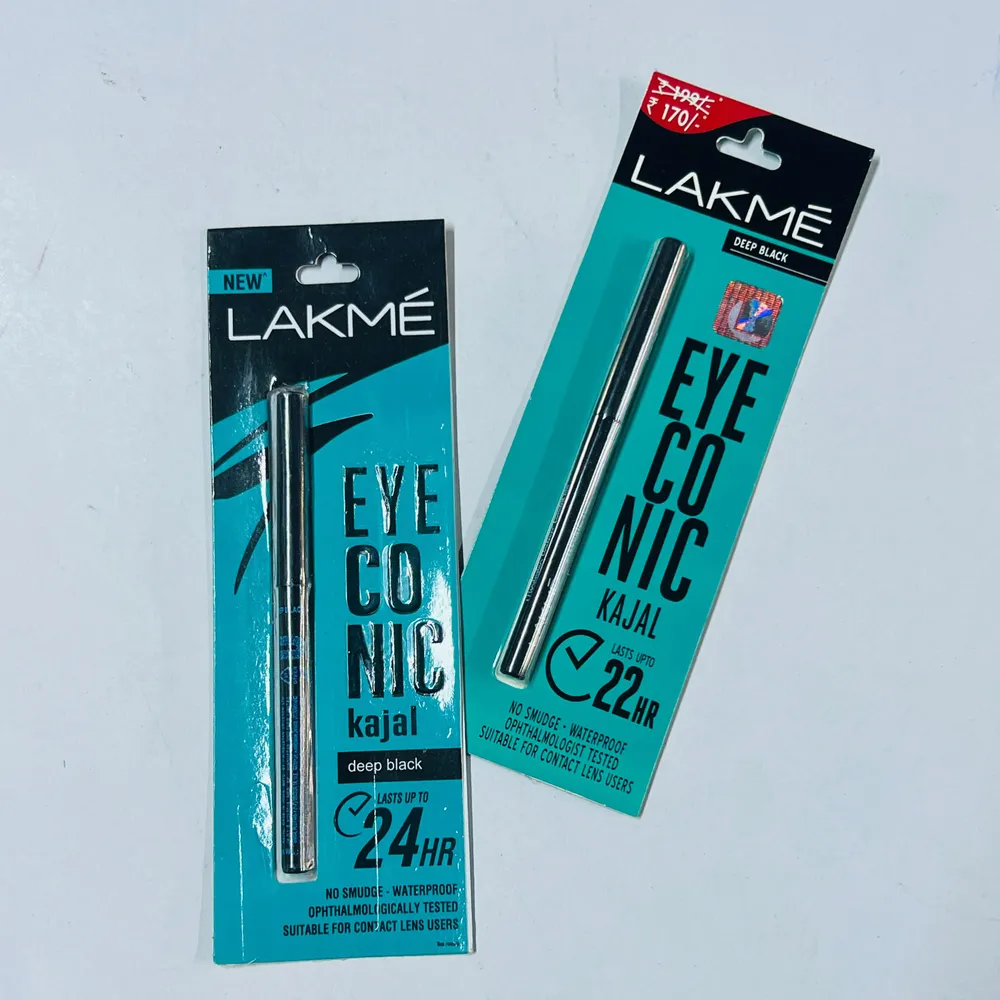 NEW^
LAKMÉ
EYE
CO
NIC
kajal
deep black
LASTS UP TO
24HR
NO SMUDGE - WATERPROOF
OPHTHALMOLOGICALLY TESTED
SUITABLE FOR CONTACT LENS USERS
₹ 199/-*
₹ 170/-*
LAKMÉ
DEEP BLACK
EYE
CO
NIC
KAJAL
LASTS UPTO
22HR
NO SMUDGE - WATERPROOF
OPHTHALMOLOGIST TESTED
SUITABLE FOR CONTACT LENS USERS